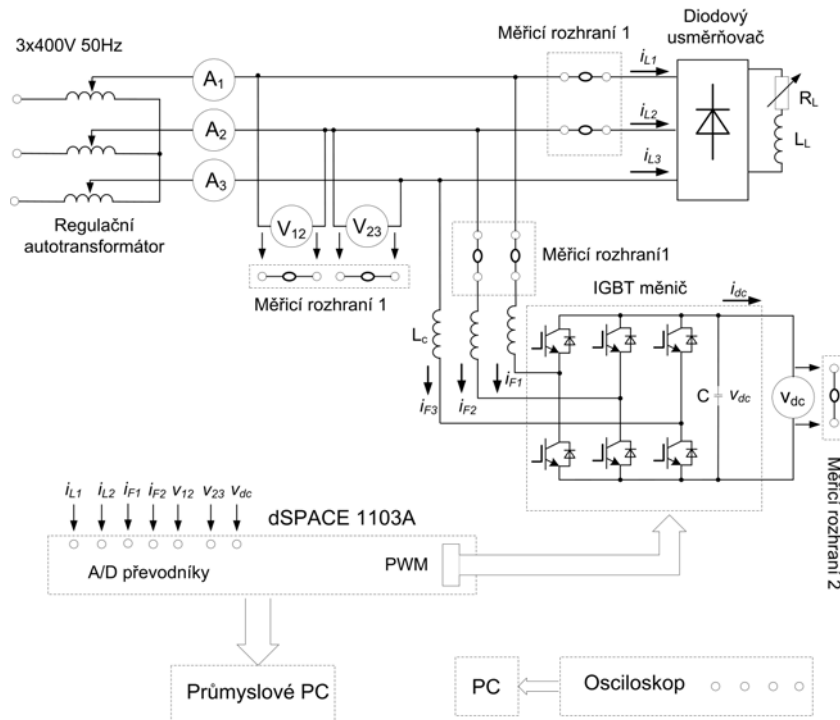 Diodový
usměrňovač
Měřicí rozhraní 1
3x400V 50Hz
A1
A2
A3
iL1
iL2
iL3
RL
LL
Regulační
autotransformátor
V12
V23
Měřicí rozhraní 1
Měřicí rozhraní1
IGBT měnič
idc
Lc
iF3
iF2
iF1
C
vdc
vdc
Měřicí rozhraní 2
iL1 iL2 iF1 iF2 v12 v23 vdc
dSPACE 1103A
A/D převodníky
PWM
Průmyslové PC
PC
Osciloskop